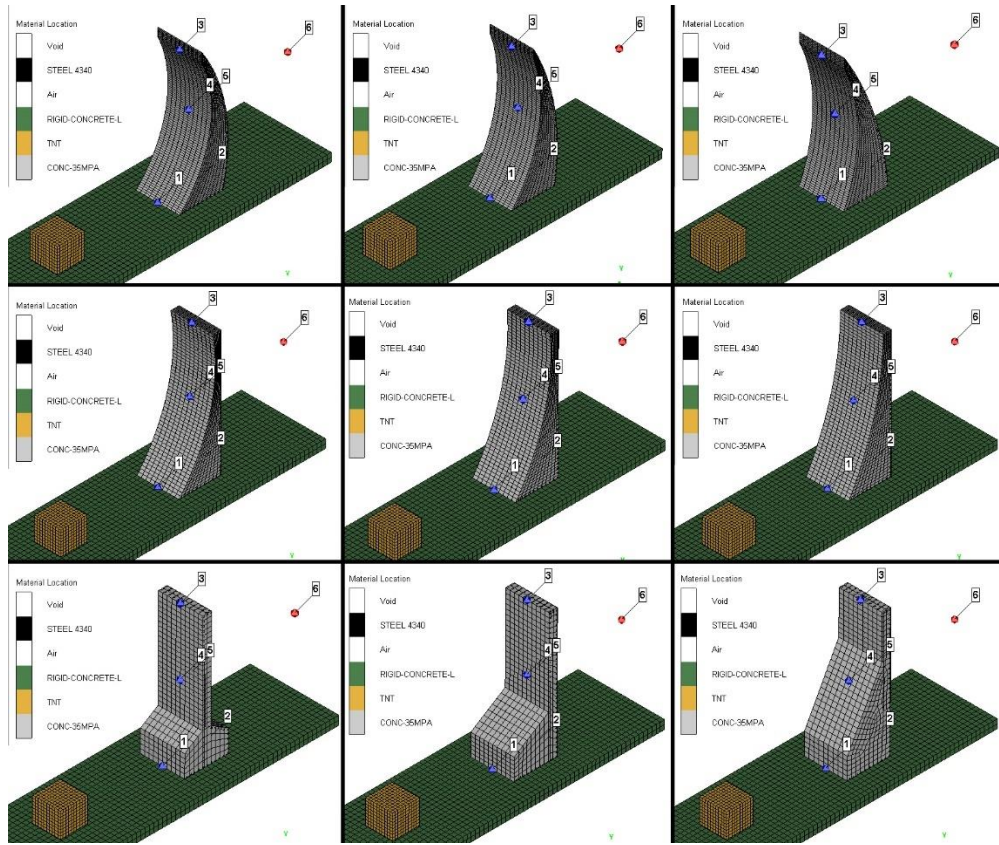 Material Location
Void
STEEL 4340
Air
RIGID-CONCRETE-L
TNT
CONC-35MPA
3
6
5
4
2
1
Y
Material Location
Void
STEEL 4340
Air
RIGID-CONCRETE-L
TNT
CONC-35MPA
3
6
5
4
2
1
Y
Material Location
Void
STEEL 4340
Air
RIGID-CONCRETE-L
TNT
CONC-35MPA
3
6
5
4
2
1
Y
Material Location
Void
STEEL 4340
Air
RIGID-CONCRETE-L
TNT
CONC-35MPA
3
6
5
4
2
1
Y
Material Location
Void
STEEL 4340
Air
RIGID-CONCRETE-L
TNT
CONC-35MPA
3
6
5
4
2
1
Y
Material Location
Void
STEEL 4340
Air
RIGID-CONCRETE-L
TNT
CONC-35MPA
3
6
5
4
2
1
Y
Material Location
Void
STEEL 4340
Air
RIGID-CONCRETE-L
TNT
CONC-35MPA
3
6
5
4
2
1
Y
Material Location
Void
STEEL 4340
Air
RIGID-CONCRETE-L
TNT
CONC-35MPA
3
6
5
4
2
1
Y
Material Location
Void
STEEL 4340
Air
RIGID-CONCRETE-L
TNT
CONC-35MPA
3
6
5
4
2
1
Y